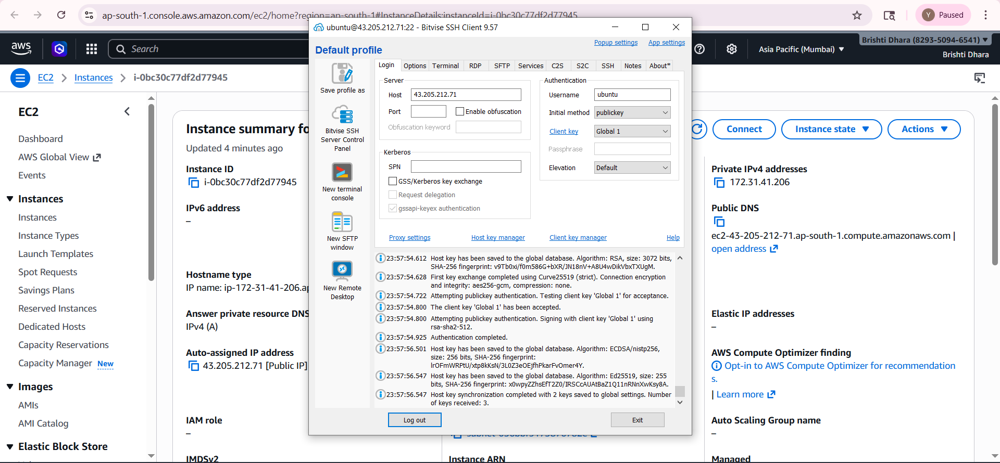 ap-south-1.console.aws.amazon.com/ec2/home?region=ap-south-1#InstanceDetails:instanceId=i-0bc30c77df2d77945
Y Paused
aws
Search
Asia Pacific (Mumbai)
Brishti Dhara (8293-5094-6541)
Brishti Dhara
EC2
Instances
i-0bc30c77df2d77945
EC2
Dashboard
AWS Global View
Events
Instances
Instances
Instance Types
Launch Templates
Spot Requests
Savings Plans
Reserved Instances
Dedicated Hosts
Capacity Reservations
Capacity Manager New
Images
AMIs
AMI Catalog
Elastic Block Store
Instance summary fo
Updated 4 minutes ago
Connect
Instance state
Actions
Instance ID
i-0bc30c77df2d77945
IPv6 address
–
Hostname type
IP name: ip-172-31-41-206.ap
Answer private resource DNS
IPv4 (A)
Auto-assigned IP address
43.205.212.71 [Public IP]
IAM role
–
IMDSv2
ubuntu@43.205.212.71:22 - Bitvise SSH Client 9.57
Default profile
Popup settings
App settings
Save profile as
Bitvise SSH
Server Control
Panel
New terminal
console
New SFTP
window
New Remote
Desktop
Login
Options
Terminal
RDP
SFTP
Services
C2S
S2C
SSH
Notes
About*
Server
Host 43.205.212.71
Port
Enable obfuscation
Obfuscation keyword
Kerberos
SPN
GSS/Kerberos key exchange
Request delegation
gssapi-keyex authentication
Authentication
Username ubuntu
Initial method publickey
Client key Global 1
Passphrase
Elevation Default
Proxy settings
Host key manager
Client key manager
Help
23:57:54.612 Host key has been saved to the global database. Algorithm: RSA, size: 3072 bits,
SHA-256 fingerprint: v9Tb0xi/f0m586G+bXR/JN18nV+A8U4wDikVbxTXUgM.
23:57:54.628 First key exchange completed using Curve25519 (strict). Connection encryption
and integrity: aes256-gcm, compression: none.
23:57:54.722 Attempting publickey authentication. Testing client key 'Global 1' for acceptance.
23:57:54.800 The client key 'Global 1' has been accepted.
23:57:54.800 Attempting publickey authentication. Signing with client key 'Global 1' using
rsa-sha2-512.
23:57:54.925 Authentication completed.
23:57:56.501 Host key has been saved to the global database. Algorithm: ECDSA/nistp256,
size: 256 bits, SHA-256 fingerprint:
lrOFmWRPtU/xtp8kKsN/3L0Z3eOEjfhPkarFvOmer4Y.
23:57:56.547 Host key has been saved to the global database. Algorithm: Ed25519, size: 255
bits, SHA-256 fingerprint: x0wpyZZhsEfT2Z0/IRSCcAUAtBaZ1Q11nRNnXwKsy8A.
23:57:56.547 Host key synchronization completed with 2 keys saved to global settings. Number
of keys received: 3.
Log out
Exit
Instance ARN
Private IPv4 addresses
172.31.41.206
Public DNS
ec2-43-205-212-71.ap-south-1.compute.amazonaws.com |
open address
Elastic IP addresses
–
AWS Compute Optimizer finding
Opt-in to AWS Compute Optimizer for recommendation
s.
| Learn more
Auto Scaling Group name
–
Managed